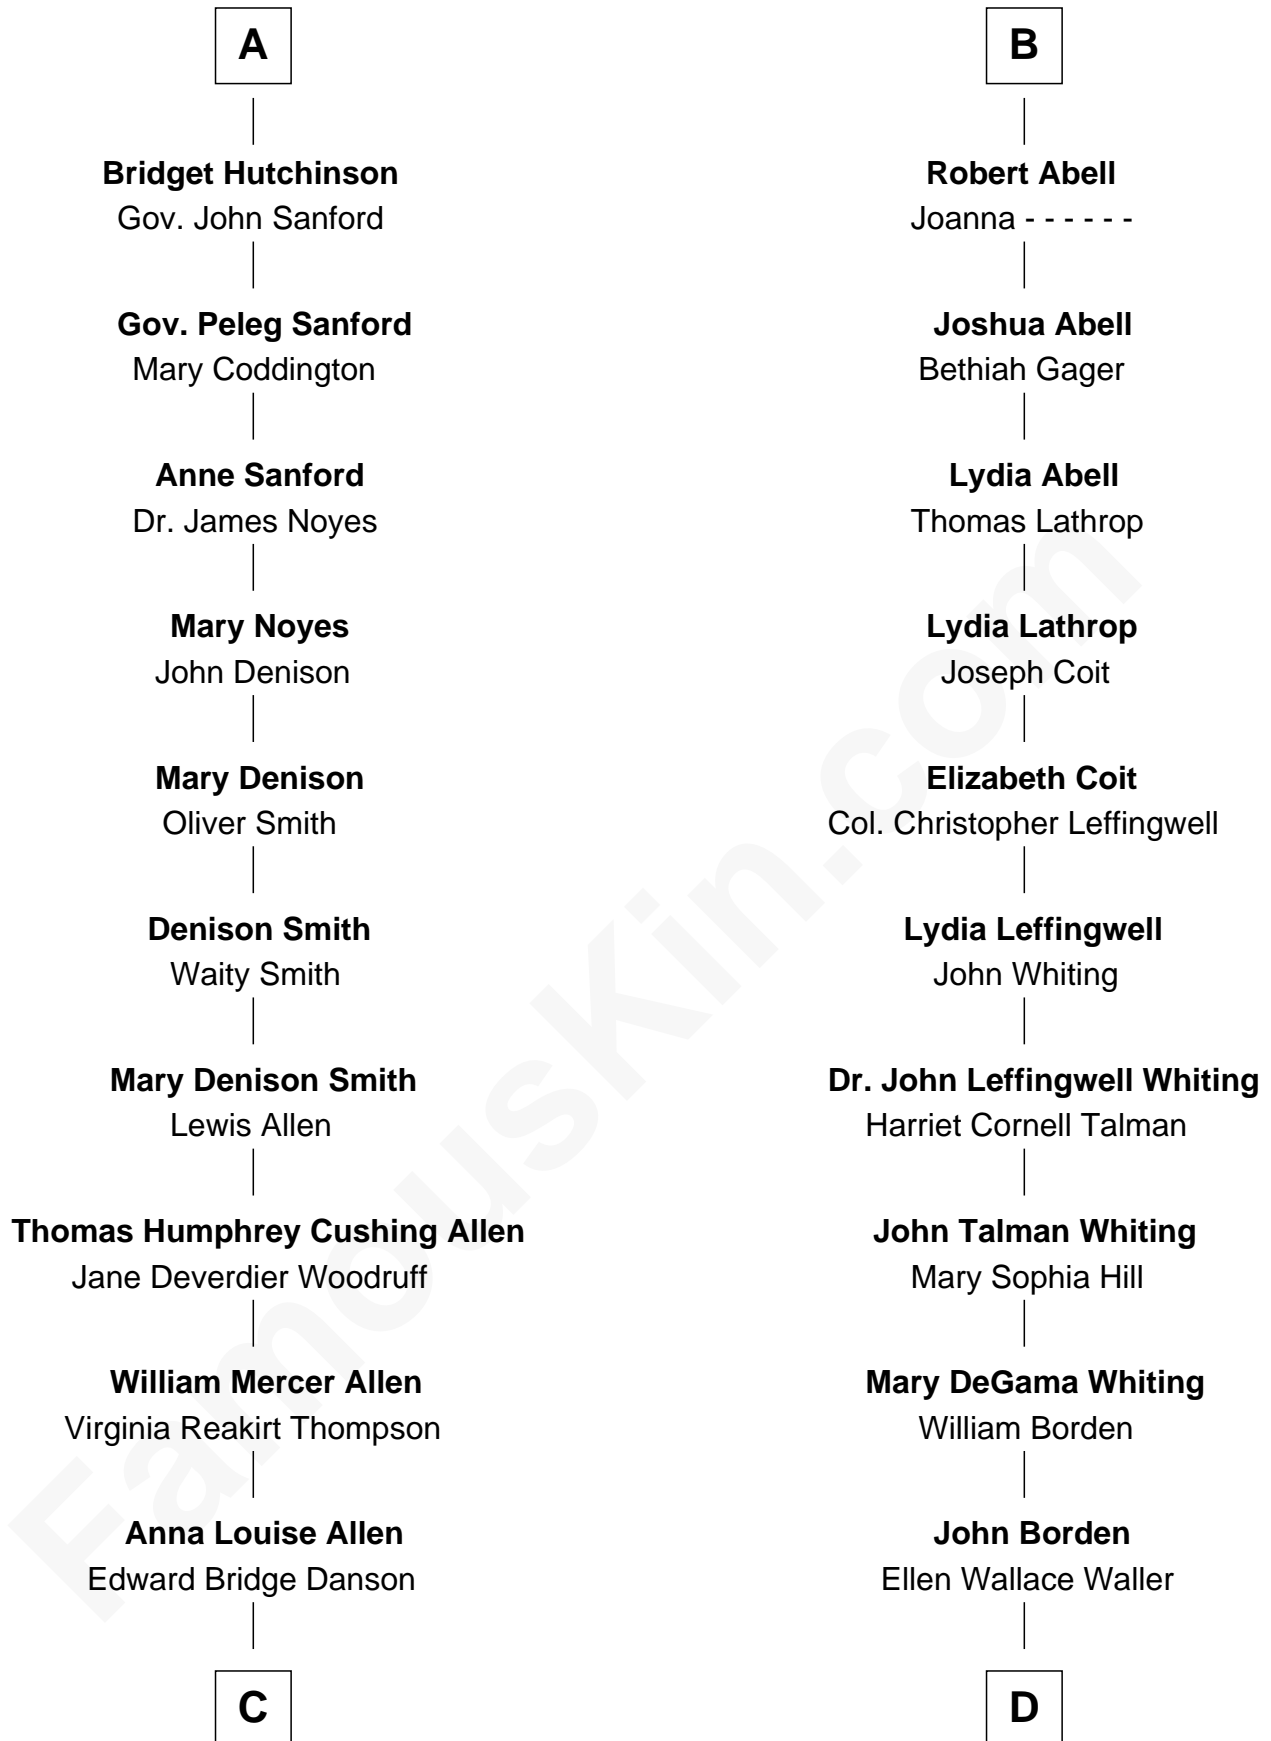 A
Bridget Hutchinson
Gov. John Sanford
Gov. Peleg Sanford
Mary Coddington
Anne Sanford
Dr. James Noyes
Mary Noyes
John Denison
Mary Denison
Oliver Smith
Denison Smith
Waity Smith
Mary Denison Smith
Lewis Allen
Thomas Humphrey Cushing Allen
Jane Deverdier Woodruff
William Mercer Allen
Virginia Reakirt Thompson
Anna Louise Allen
Edward Bridge Danson
C
B
Robert Abell
Joanna - - - - - -
Joshua Abell
Bethiah Gager
Lydia Abell
Thomas Lathrop
Lydia Lathrop
Joseph Coit
Elizabeth Coit
Col. Christopher Leffingwell
Lydia Leffingwell
John Whiting
Dr. John Leffingwell Whiting
Harriet Cornell Talman
John Talman Whiting
Mary Sophia Hill
Mary DeGama Whiting
William Borden
John Borden
Ellen Wallace Waller
D
FamousKin.com